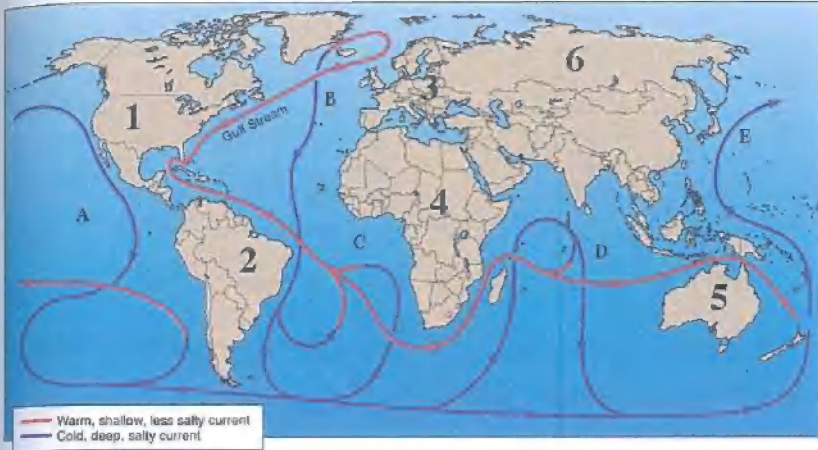 6
3
B
1
Gulf Stream
E
A
4
C
D
2
5
Warm, shallow, less salty current
Cold, deep, salty current